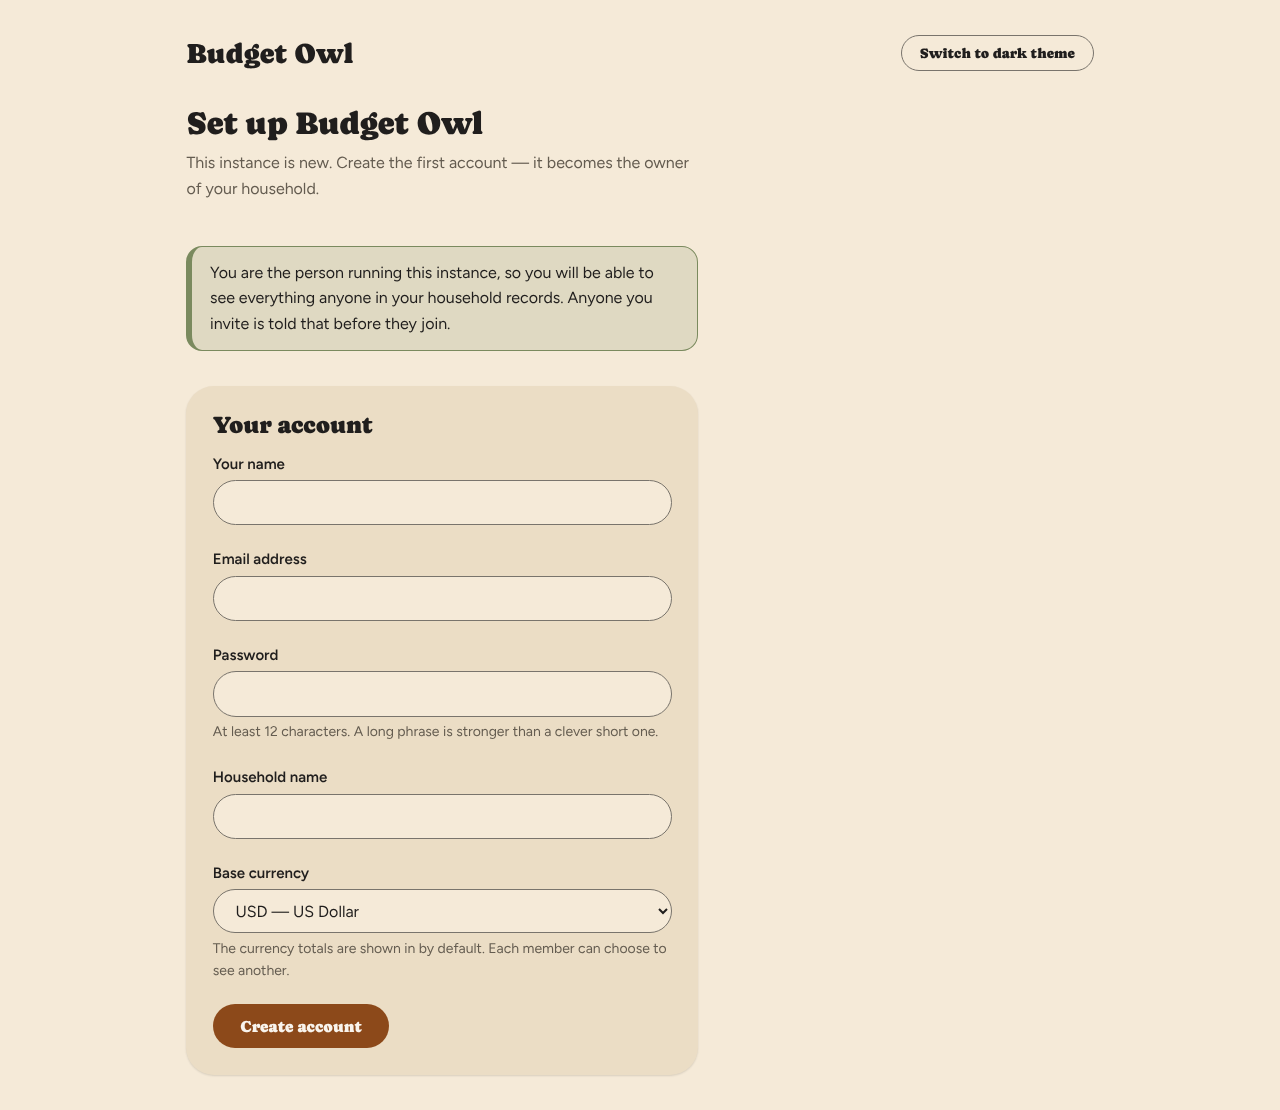 Budget Owl
Switch to dark theme
Set up Budget Owl
This instance is new. Create the first account — it becomes the owner
of your household.
You are the person running this instance, so you will be able to
see everything anyone in your household records. Anyone you
invite is told that before they join.
Your account
Your name
Email address
Password
At least 12 characters. A long phrase is stronger than a clever short one.
Household name
Base currency
USD — US Dollar
The currency totals are shown in by default. Each member can choose to
see another.
Create account